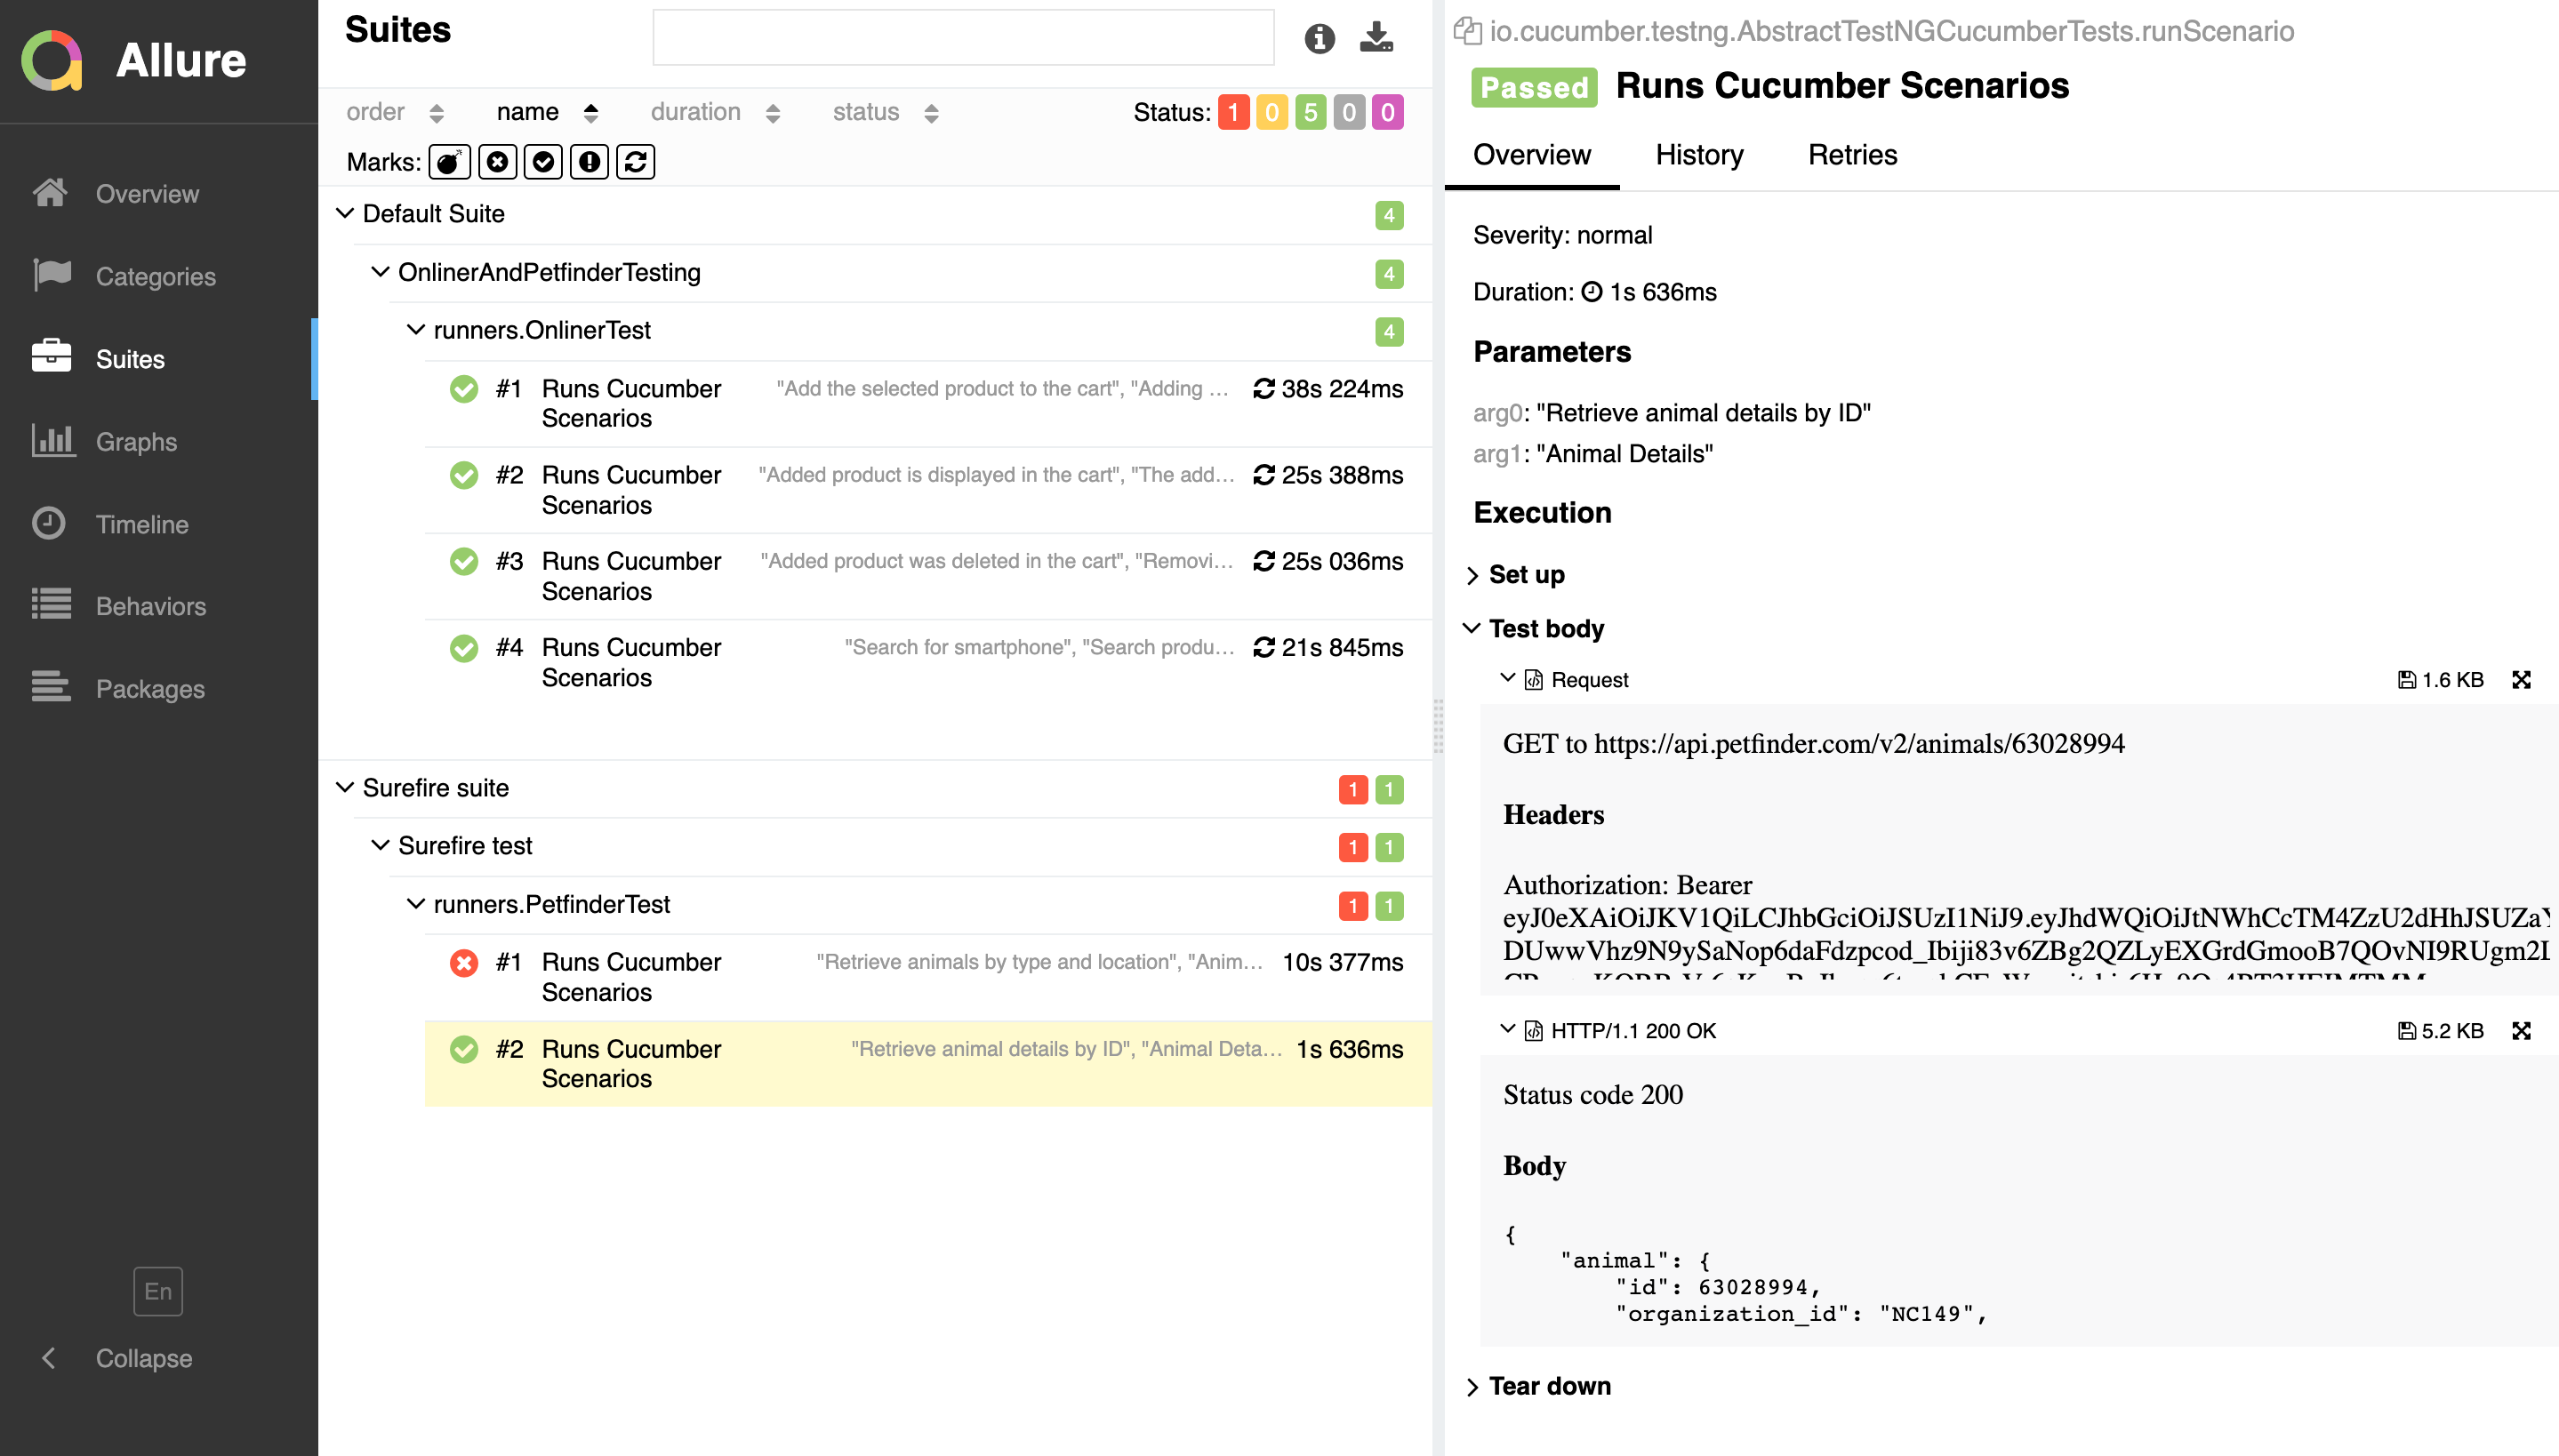 Allure
Overview
Categories
Suites
Graphs
Timeline
Behaviors
Packages
En
Collapse
Suites
order name duration status Status: 1 0 5 0 0
Marks:
Default Suite 4
OnlinerAndPetfinderTesting 4
runners.OnlinerTest 4
#1 Runs Cucumber Scenarios "Add the selected product to the cart", "Adding … 38s 224ms
#2 Runs Cucumber Scenarios "Added product is displayed in the cart", "The add… 25s 388ms
#3 Runs Cucumber Scenarios "Added product was deleted in the cart", "Removi… 25s 036ms
#4 Runs Cucumber Scenarios "Search for smartphone", "Search produ… 21s 845ms
Surefire suite 1 1
Surefire test 1 1
runners.PetfinderTest 1 1
#1 Runs Cucumber Scenarios "Retrieve animals by type and location", "Anim… 10s 377ms
#2 Runs Cucumber Scenarios "Retrieve animal details by ID", "Animal Deta… 1s 636ms
io.cucumber.testng.AbstractTestNGCucumberTests.runScenario
Passed Runs Cucumber Scenarios
Overview History Retries
Severity: normal
Duration: 1s 636ms
Parameters
arg0: "Retrieve animal details by ID"
arg1: "Animal Details"
Execution
Set up
Test body
Request 1.6 KB
GET to https://api.petfinder.com/v2/animals/63028994
Headers
Authorization: Bearer
eyJ0eXAiOiJKV1QiLCJhbGciOiJSUzI1NiJ9.eyJhdWQiOiJtNWhCcTM4ZzU2dHhJSUZaY
DUwwVhz9N9ySaNop6daFdzpcod_Ibiji83v6ZBg2QZLyEXGrdGmooB7QOvNI9RUgm2I
HTTP/1.1 200 OK 5.2 KB
Status code 200
Body
{
"animal": {
"id": 63028994,
"organization_id": "NC149",
Tear down